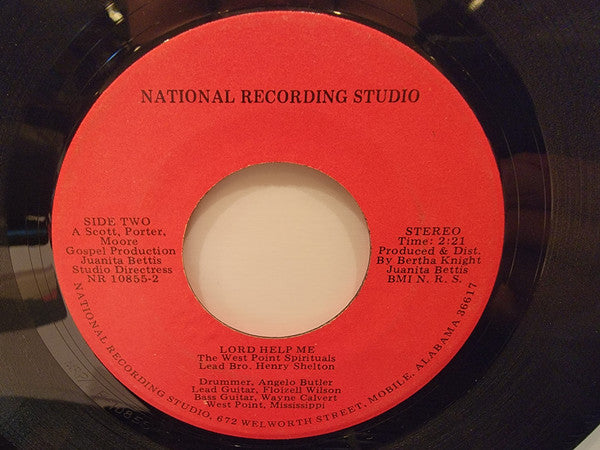 NATIONAL RECORDING STUDIO
SIDE TWO
A Scott, Porter,
Moore
Gospel Production
Juanita Bettis
Studio Directress
NR 10855-2
STEREO
Time: 2:21
Produced & Dist.
By Bertha Knight
Juanita Bettis
BMI N. R. S.
LORD HELP ME
The West Point Spirituals
Lead Bro. Henry Shelton
Drummer, Angelo Butler
Lead Guitar, Floizell Wilson
Bass Guitar, Wayne Calvert
West Point, Mississippi
NATIONAL RECORDING STUDIO, 672 WELWORTH STREET, MOBILE, ALABAMA 36617